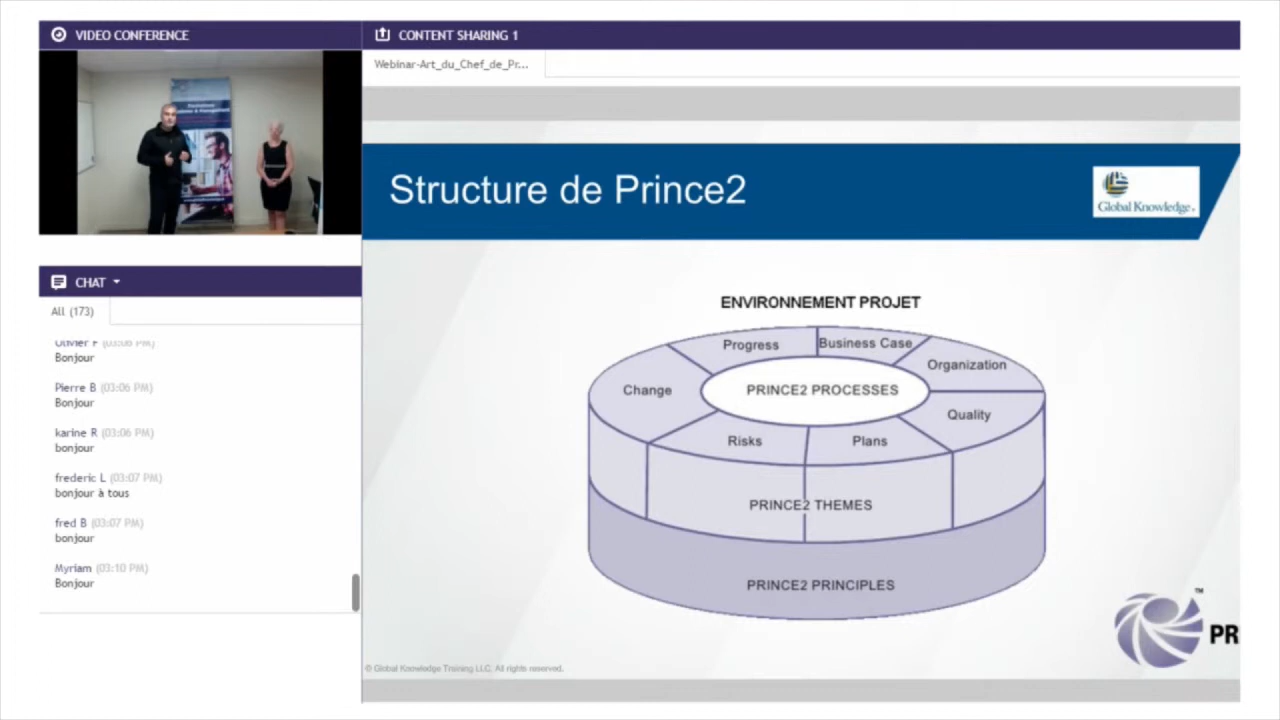 VIDEO CONFERENCE
CONTENT SHARING 1
Webinar-Art_du_Chef_de_Pr...
CHAT
All (173)
Olivier F (03:06 PM)
Bonjour
Pierre B (03:06 PM)
Bonjour
karine R (03:06 PM)
bonjour
frederic L (03:07 PM)
bonjour à tous
fred B (03:07 PM)
bonjour
Myriam (03:10 PM)
Bonjour
Structure de Prince2
Global Knowledge.
ENVIRONNEMENT PROJET
Progress
Business Case
Organization
Change
PRINCE2 PROCESSES
Quality
Risks
Plans
PRINCE2 THEMES
PRINCE2 PRINCIPLES
TM
PR
© Global Knowledge Training LLC. All rights reserved.